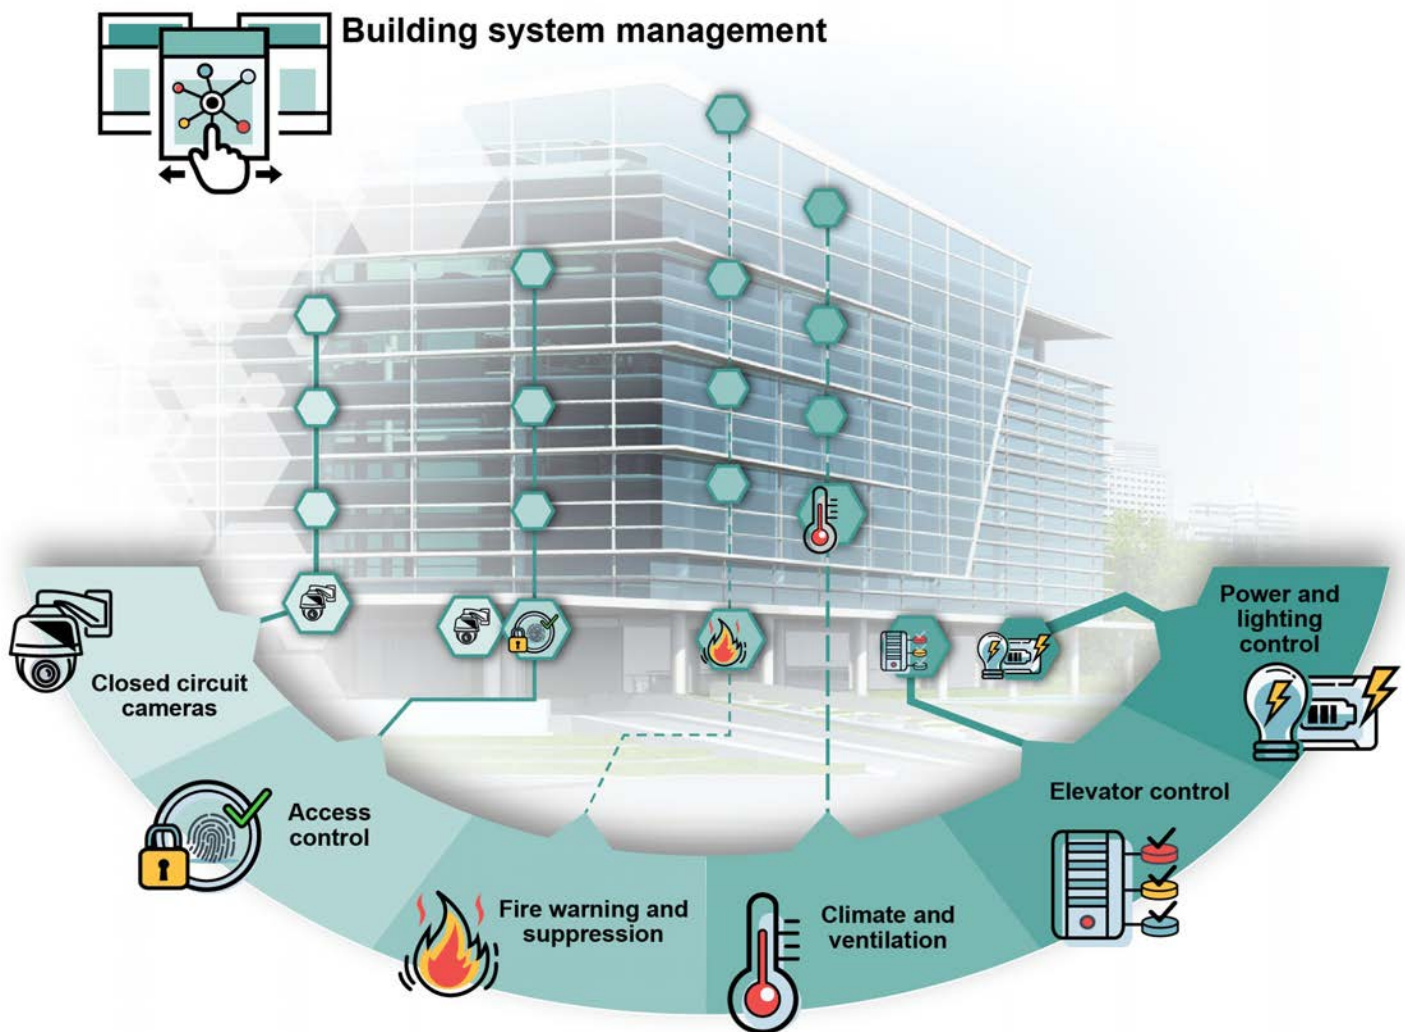 Building system management
Power and
lighting
control
Closed circuit
cameras
Elevator control
Access
control
Fire warning and
suppression
Climate and
ventilation